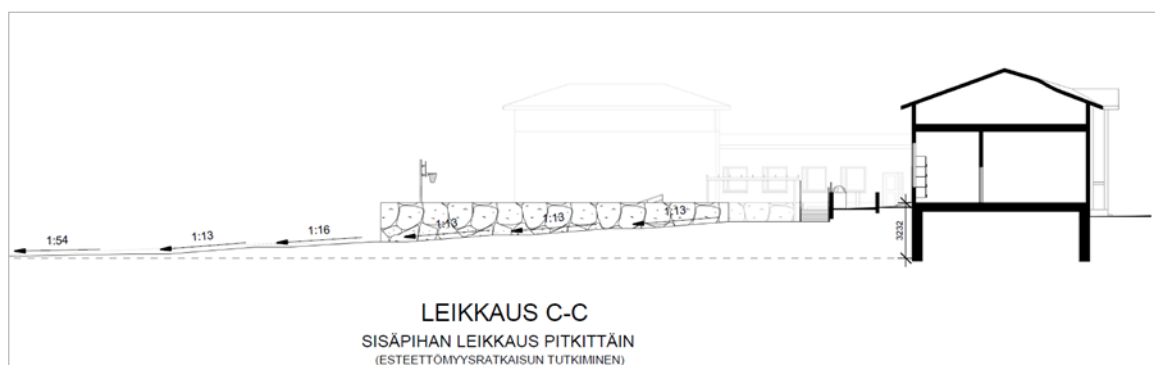 1:54
1:13
1:16
1:13
1:13
1:13
3232
LEIKKAUS C-C
SISÄPIHAN LEIKKAUS PITKITTÄIN
(ESTEETTÖMYYSRATKAISUN TUTKIMINEN)